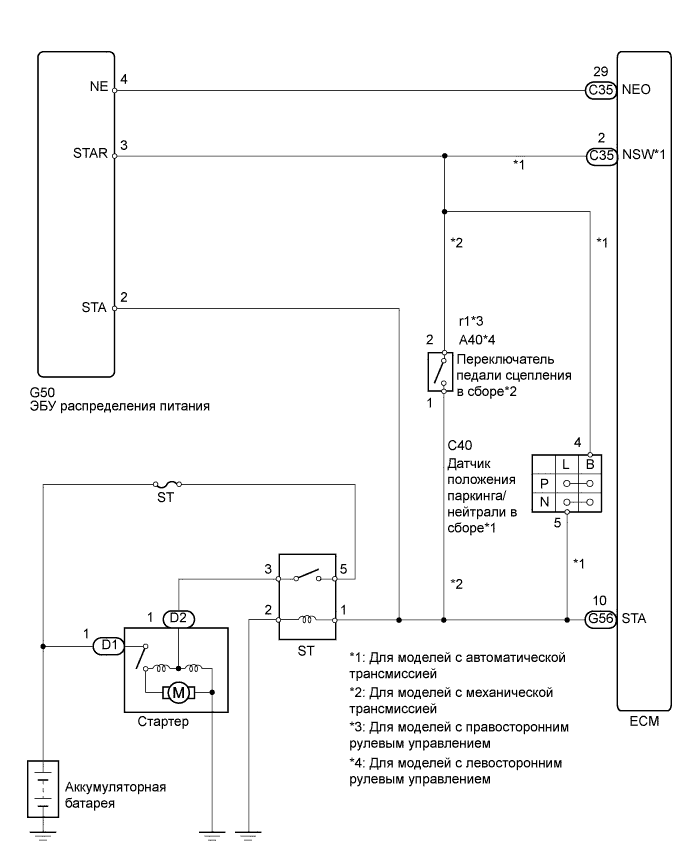 29
NE 4 C35 NEO
2
STAR 3 C35 NSW*1
*1
*2 *1
STA 2
r1*3
2 A40*4
Переключатель
педали сцепления
в сборе*2
1
G50
ЭБУ распределения питания
C40
Датчик
положения
паркинга/
нейтрали в
сборе*1
4
L B
P
N
5
ST
*1
3 5
*2
10
2 1 G56 STA
1 D2
1 D1
ST
M
Стартер
*1: Для моделей с автоматической
трансмиссией
*2: Для моделей с механической
трансмиссией
*3: Для моделей с правосторонним
рулевым управлением
*4: Для моделей с левосторонним
рулевым управлением
ECM
Аккумуляторная
батарея